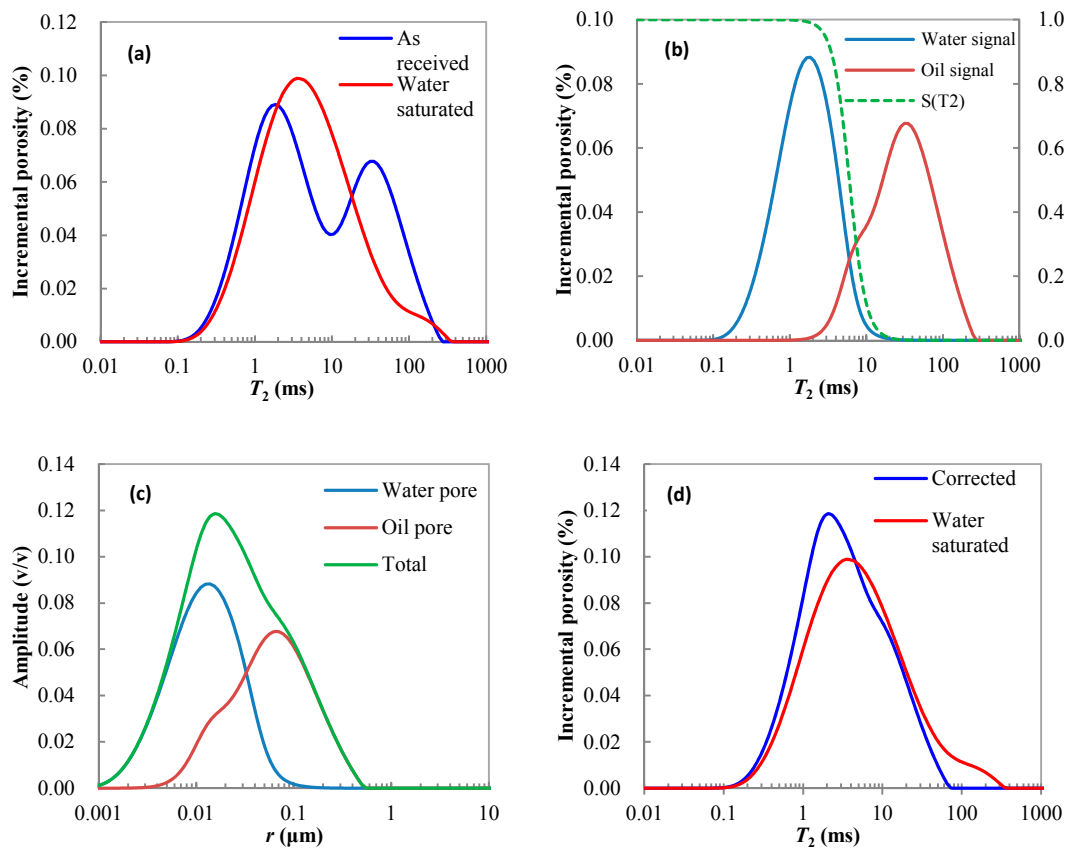 (a)
As
received
Water
saturated
Incremental porosity (%)
0.12
0.10
0.08
0.06
0.04
0.02
0.00
0.01 0.1 1 10 100 1000
T2 (ms)
(b)
Water signal
Oil signal
S(T2)
Incremental porosity (%)
0.10
0.08
0.06
0.04
0.02
0.00
1.0
0.8
0.6
0.4
0.2
0.0
0.01 0.1 1 10 100 1000
T2 (ms)
(c)
Water pore
Oil pore
Total
Amplitude (v/v)
0.14
0.12
0.10
0.08
0.06
0.04
0.02
0.00
0.001 0.01 0.1 1 10
r (μm)
(d)
Corrected
Water
saturated
Incremental porosity (%)
0.14
0.12
0.10
0.08
0.06
0.04
0.02
0.00
0.01 0.1 1 10 100 1000
T2 (ms)